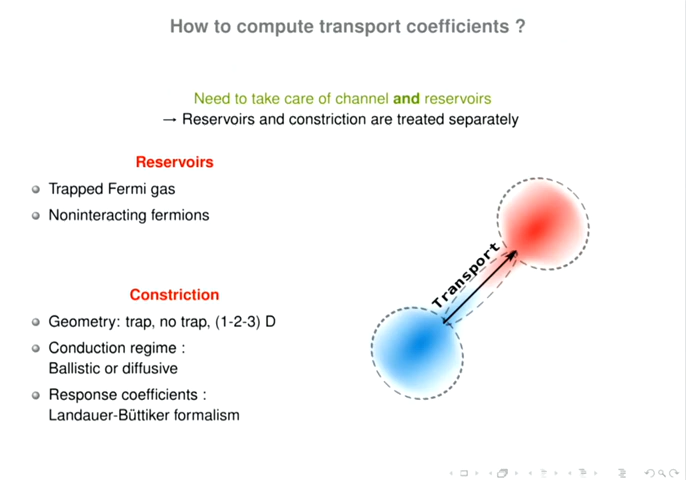 How to compute transport coefficients ?
Need to take care of channel and reservoirs
→ Reservoirs and constriction are treated separately
Reservoirs
Trapped Fermi gas
Noninteracting fermions
Transport
Constriction
Geometry: trap, no trap, (1-2-3) D
Conduction regime :
Ballistic or diffusive
Response coefficients :
Landauer-Büttiker formalism